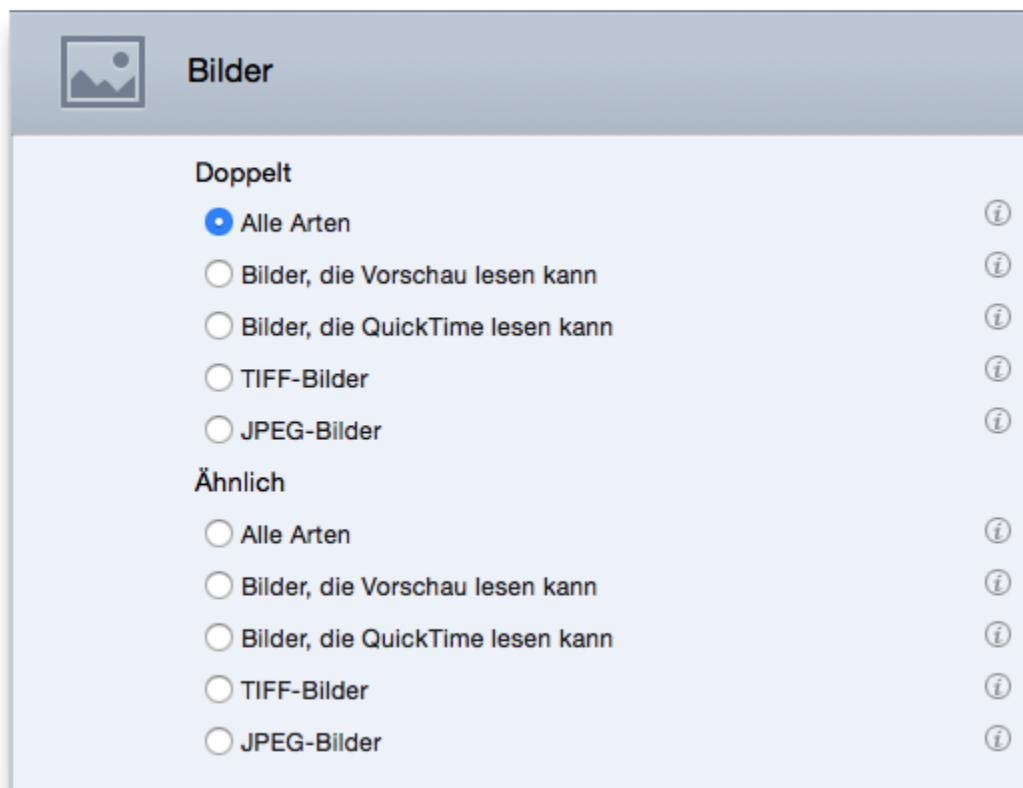 Bilder
Doppelt
Alle Arten
Bilder, die Vorschau lesen kann
Bilder, die QuickTime lesen kann
TIFF-Bilder
JPEG-Bilder
Ähnlich
Alle Arten
Bilder, die Vorschau lesen kann
Bilder, die QuickTime lesen kann
TIFF-Bilder
JPEG-Bilder